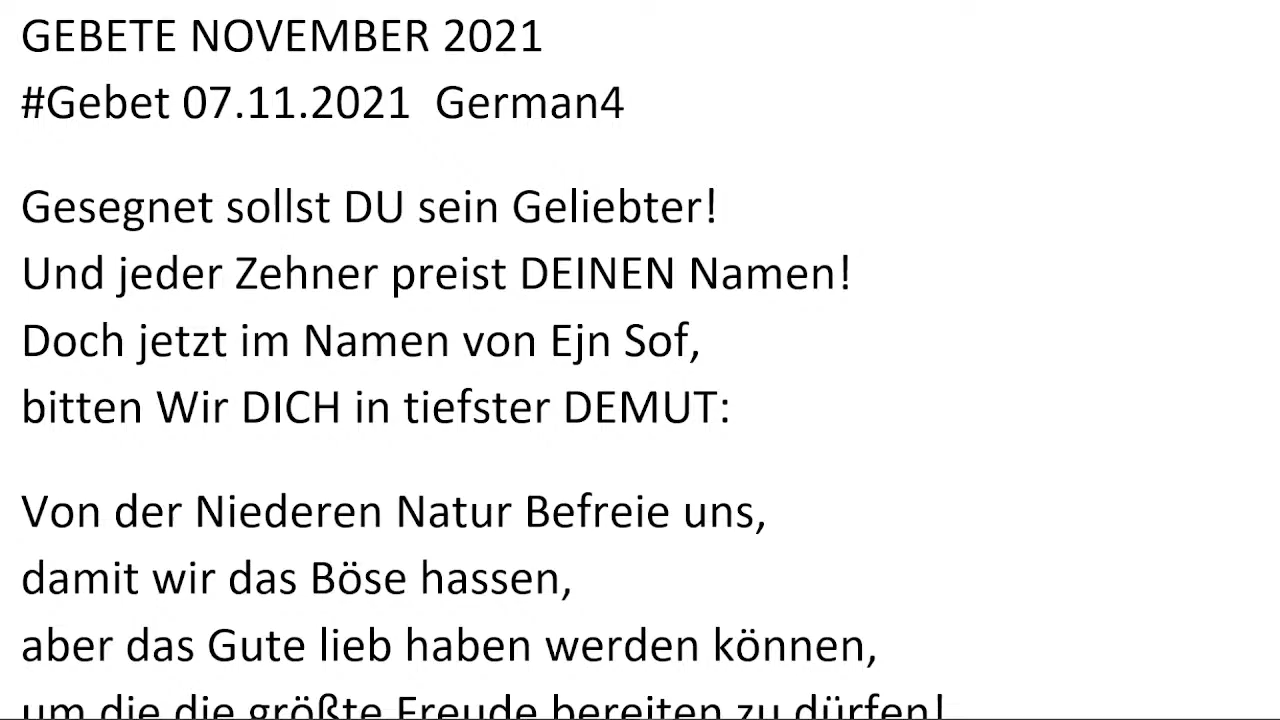 GEBETE NOVEMBER 2021
#Gebet 07.11.2021 German4
Gesegnet sollst DU sein Geliebter!
Und jeder Zehner preist DEINEN Namen!
Doch jetzt im Namen von Ejn Sof,
bitten Wir DICH in tiefster DEMUT:
Von der Niederen Natur Befreie uns,
damit wir das Böse hassen,
aber das Gute lieb haben werden können,
um die die größte Freude bereiten zu dürfen!